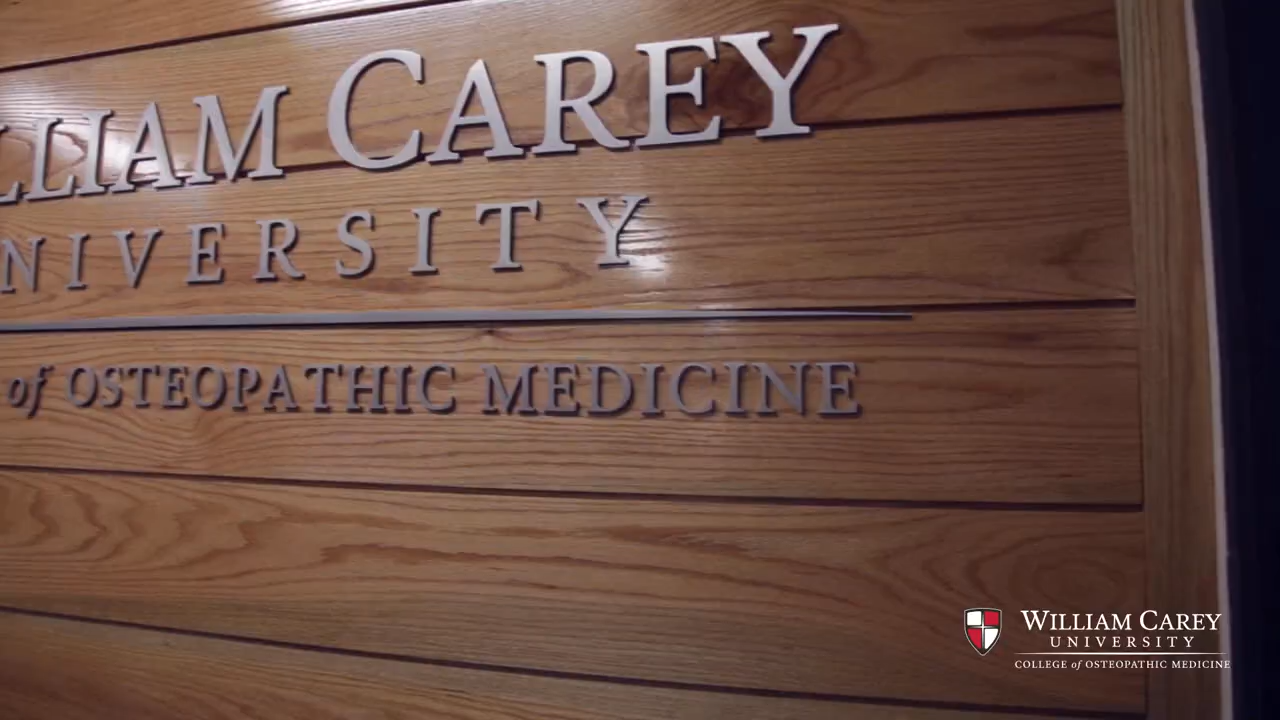 LLIAM CAREY
NIVERSITY
of OSTEOPATHIC MEDICINE
WILLIAM CAREY
UNIVERSITY
COLLEGE of OSTEOPATHIC MEDICINE